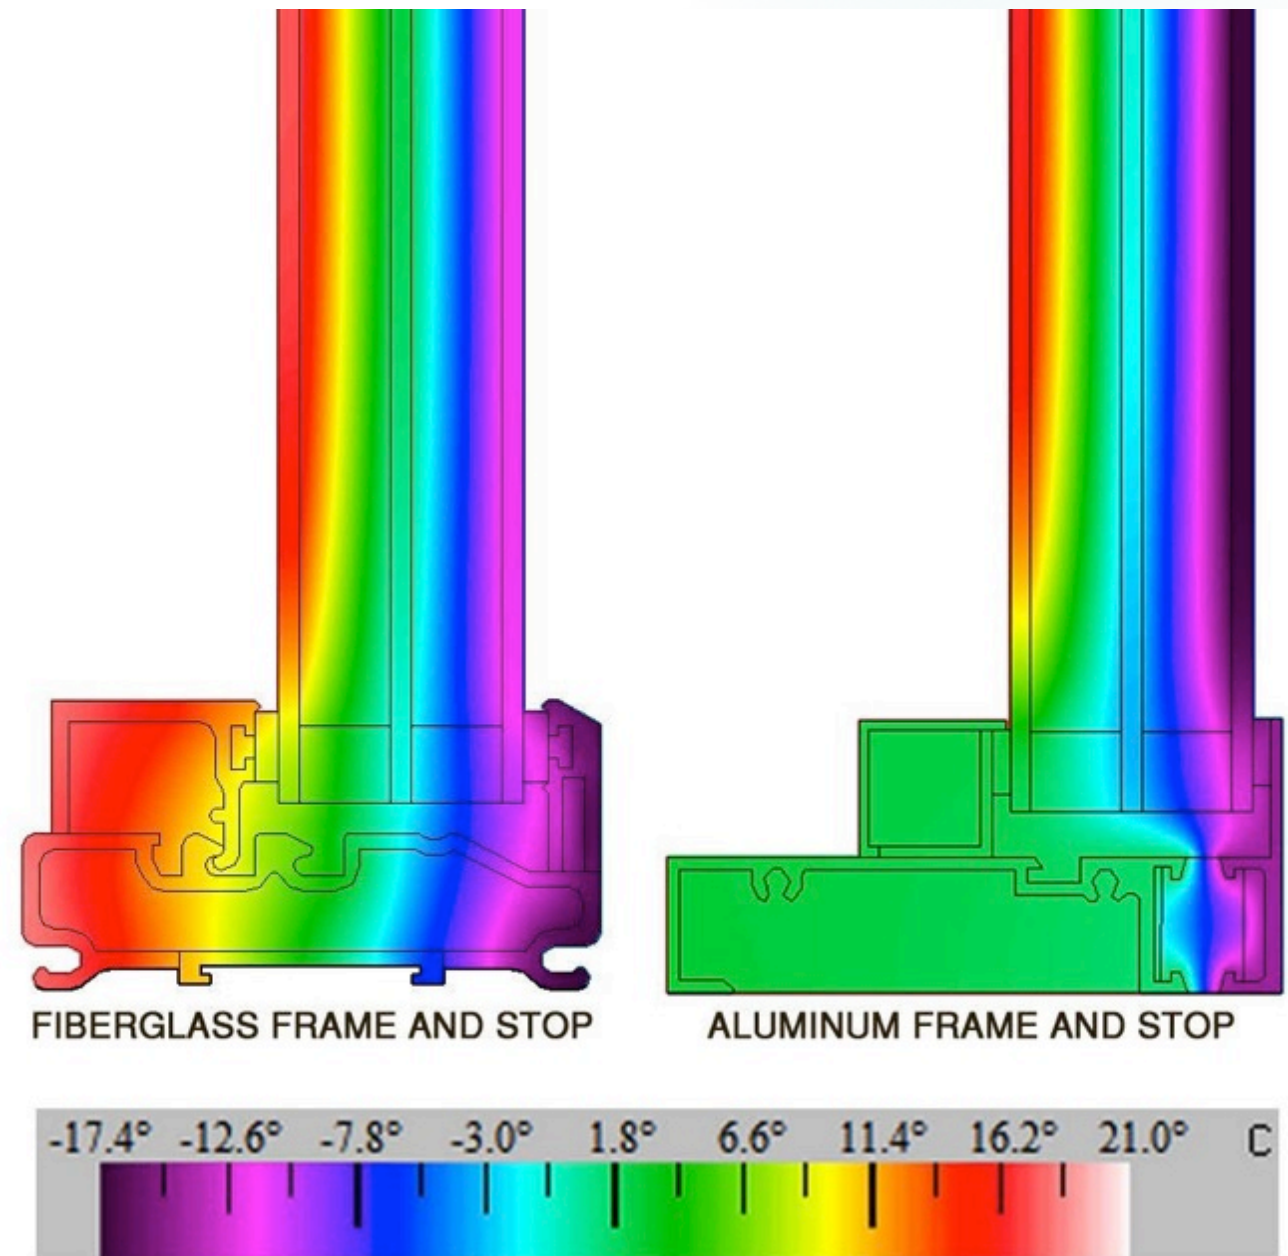 FIBERGLASS FRAME AND STOP
ALUMINUM FRAME AND STOP
-17.4° -12.6° -7.8° -3.0° 1.8° 6.6° 11.4° 16.2° 21.0° C